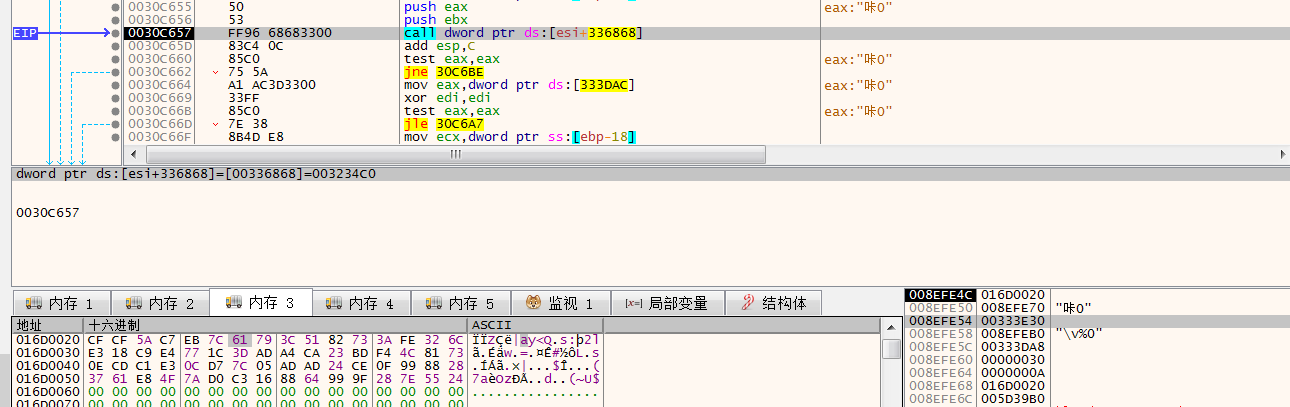 0030C655 50 push eax eax:"咔0"
0030C656 53 push ebx
EIP 0030C657 FF96 68683300 call dword ptr ds:[esi+336868]
0030C65D 83C4 0C add esp,C
0030C660 85C0 test eax,eax eax:"咔0"
0030C662 75 5A jne 30C6BE
0030C664 A1 AC3D3300 mov eax,dword ptr ds:[333DAC] eax:"咔0"
0030C669 33FF xor edi,edi
0030C66B 85C0 test eax,eax eax:"咔0"
0030C66D 7E 38 jle 30C6A7
0030C66F 8B4D E8 mov ecx,dword ptr ss:[ebp-18]
dword ptr ds:[esi+336868]=[00336868]=003234C0
0030C657
内存 1 内存 2 内存 3 内存 4 内存 5 监视 1 [x=] 局部变量 结构体
地址 十六进制 ASCII
016D0020 CF CF 5A C7 EB 7C 61 79 3C 51 82 73 3A FE 32 6C ÏÏZÇë|ay<Q.s:þ2l
016D0030 E3 18 C9 E4 77 1C 3D AD A4 CA 23 BD F4 4C 81 73
016D0040 0E CD C1 E3 0C D7 7C 05 AD AD 24 CE 0F 99 88 28
016D0050 37 61 E8 4F 7A D0 C3 16 88 64 99 9F 28 7E 55 24 7aèOzÐÃ..d..(~U$
016D0060 00 00 00 00 00 00 00 00 00 00 00 00 00 00 00 00 ................
016D0070 00 00 00 00 00 00 00 00 00 00 00 00 00 00 00 00
008EFE4C 016D0020
008EFE50 008EFE70 "咔0"
008EFE54 00333E30
008EFE58 008EFEB0 "\v%0"
008EFE5C 00333DA8
008EFE60 00000030
008EFE64 0000000A
008EFE68 016D0020
008EFE6C 005D39B0